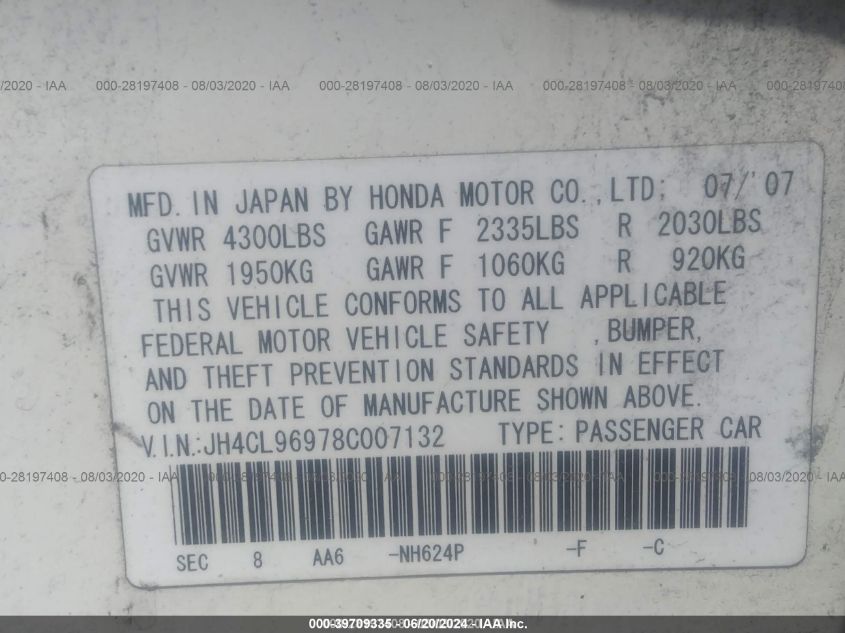 /2020 - IAA 000-28197408 - 08/03/2020 - IAA 000-28197408 - 08/03/2020 - IAA 000-28197408 - 08/03/2020
MFD. IN JAPAN BY HONDA MOTOR CO.,LTD; 07/'07
GVWR 4300LBS GAWR F 2335LBS R 2030LBS
GVWR 1950KG GAWR F 1060KG R 920KG
THIS VEHICLE CONFORMS TO ALL APPLICABLE
FEDERAL MOTOR VEHICLE SAFETY ,BUMPER,
AND THEFT PREVENTION STANDARDS IN EFFECT
ON THE DATE OF MANUFACTURE SHOWN ABOVE.
V.I.N.:JH4CL96978C007132 TYPE: PASSENGER CAR
000-28197408 - 08/03/2020 - IAA
SEC 8 AA6 -NH624P -F -C
000-39709335 - 06/20/2024 - IAA Inc.